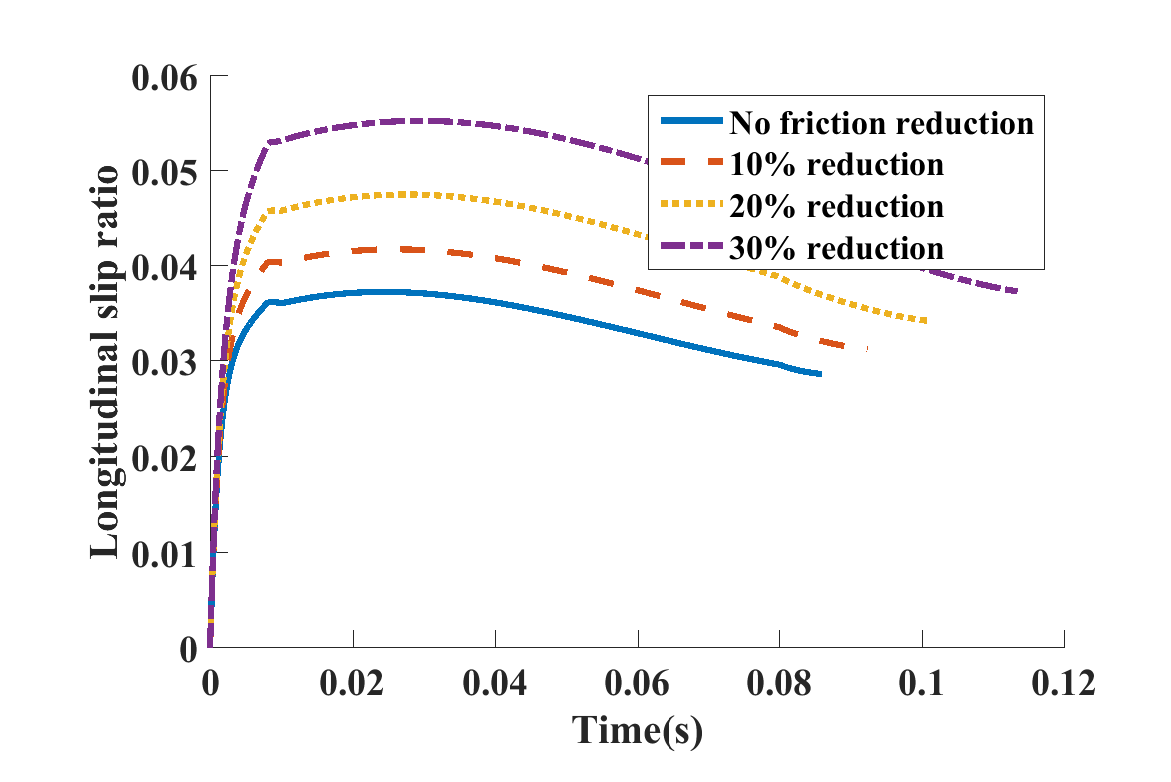 0.06
0.05
0.04
0.03
0.02
0.01
0
Longitudinal slip ratio
No friction reduction
10% reduction
20% reduction
30% reduction
0 0.02 0.04 0.06 0.08 0.1 0.12
Time(s)